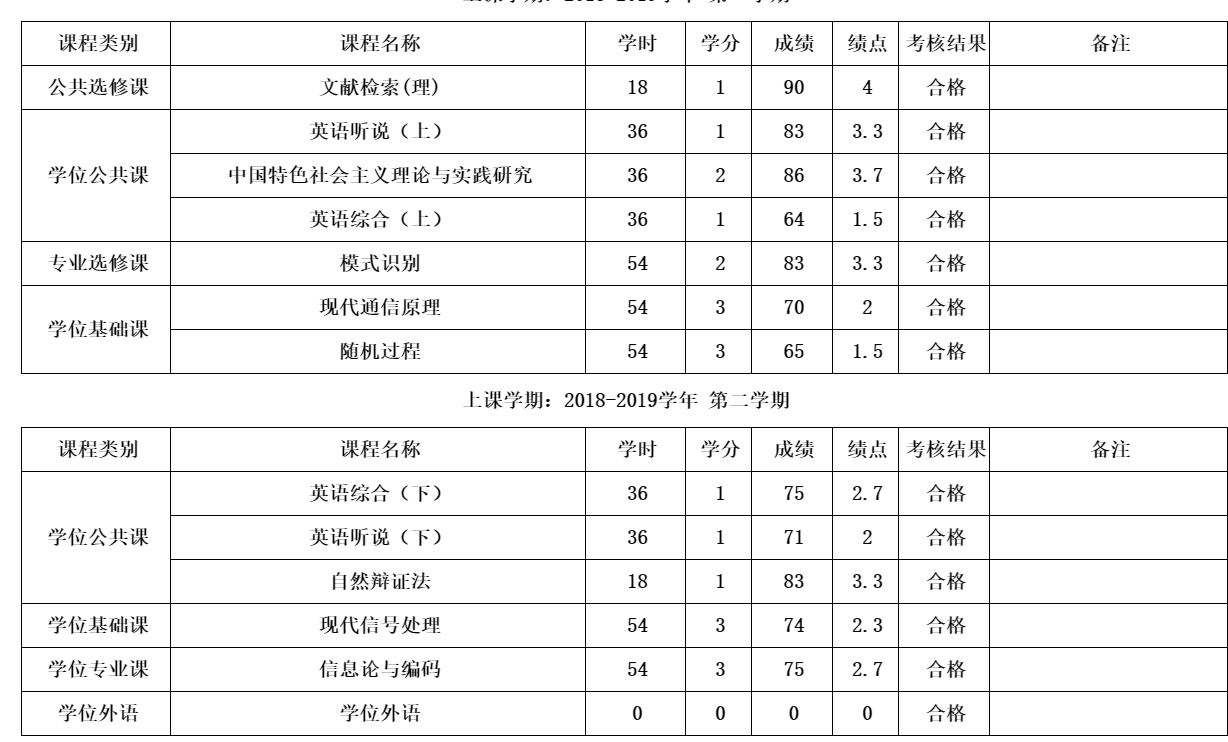 课程类别 课程名称 学时 学分 成绩 绩点 考核结果 备注
公共选修课 文献检索(理) 18 1 90 4 合格
学位公共课 英语听说（上） 36 1 83 3.3 合格
中国特色社会主义理论与实践研究 36 2 86 3.7 合格
英语综合（上） 36 1 64 1.5 合格
专业选修课 模式识别 54 2 83 3.3 合格
学位基础课 现代通信原理 54 3 70 2 合格
随机过程 54 3 65 1.5 合格
上课学期：2018-2019学年 第二学期
课程类别 课程名称 学时 学分 成绩 绩点 考核结果 备注
学位公共课 英语综合（下） 36 1 75 2.7 合格
英语听说（下） 36 1 71 2 合格
自然辩证法 18 1 83 3.3 合格
学位基础课 现代信号处理 54 3 74 2.3 合格
学位专业课 信息论与编码 54 3 75 2.7 合格
学位外语 学位外语 0 0 0 0 合格